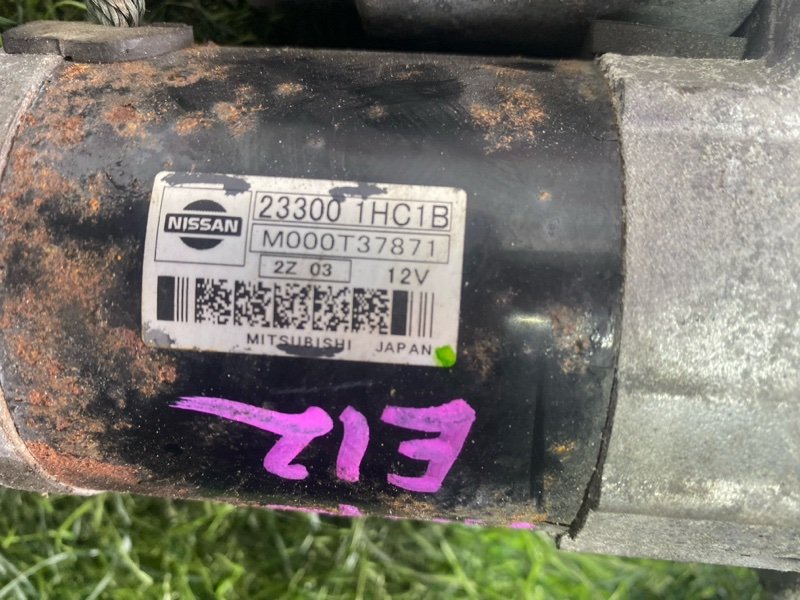 NISSAN
23300 1HC1B
M000T37871
2Z 03 12V
MITSUBISHI JAPAN
E12